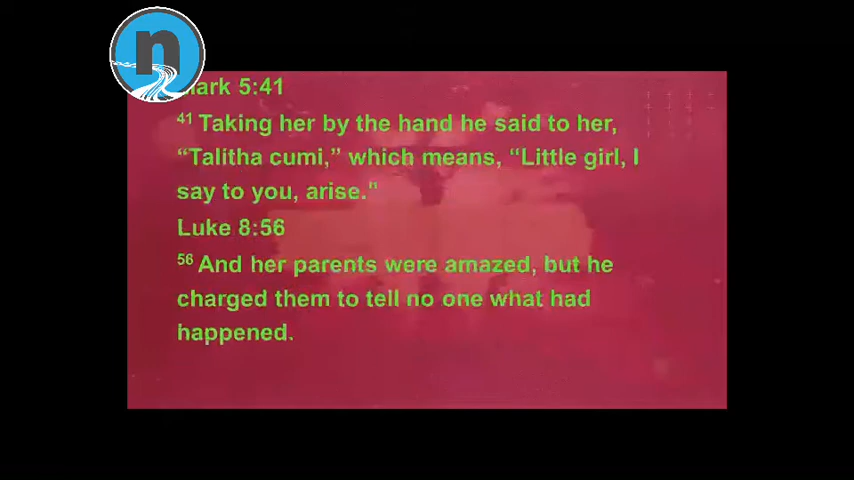 n
Mark 5:41
41 Taking her by the hand he said to her,
“Talitha cumi,” which means, “Little girl, I
say to you, arise."
Luke 8:56
56 And her parents were amazed, but he
charged them to tell no one what had
happened.